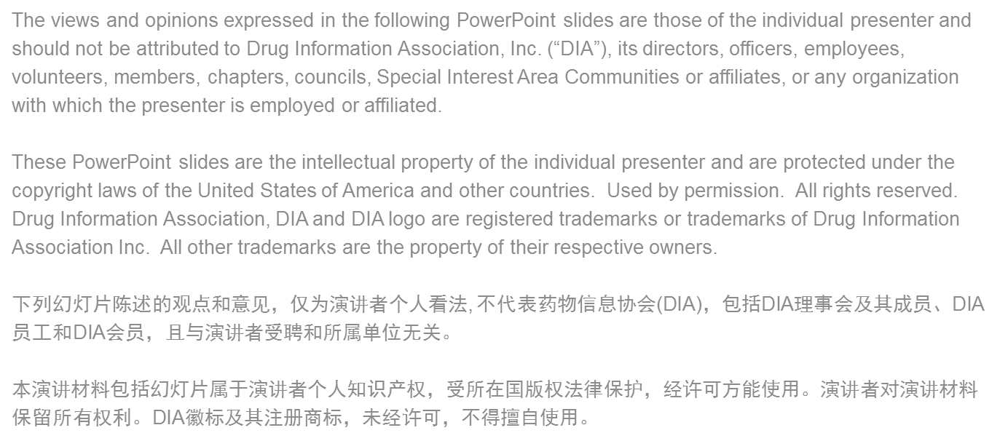 The views and opinions expressed in the following PowerPoint slides are those of the individual presenter and
should not be attributed to Drug Information Association, Inc. (“DIA”), its directors, officers, employees,
volunteers, members, chapters, councils, Special Interest Area Communities or affiliates, or any organization
with which the presenter is employed or affiliated.
These PowerPoint slides are the intellectual property of the individual presenter and are protected under the
copyright laws of the United States of America and other countries.  Used by permission.  All rights reserved.
Drug Information Association, DIA and DIA logo are registered trademarks or trademarks of Drug Information
Association Inc.  All other trademarks are the property of their respective owners.
下列幻灯片陈述的观点和意见，仅为演讲者个人看法, 不代表药物信息协会(DIA)，包括DIA理事会及其成员、DIA
员工和DIA会员，且与演讲者受聘和所属单位无关。
本演讲材料包括幻灯片属于演讲者个人知识产权，受所在国版权法律保护，经许可方能使用。演讲者对演讲材料
保留所有权利。DIA徽标及其注册商标，未经许可，不得擅自使用。